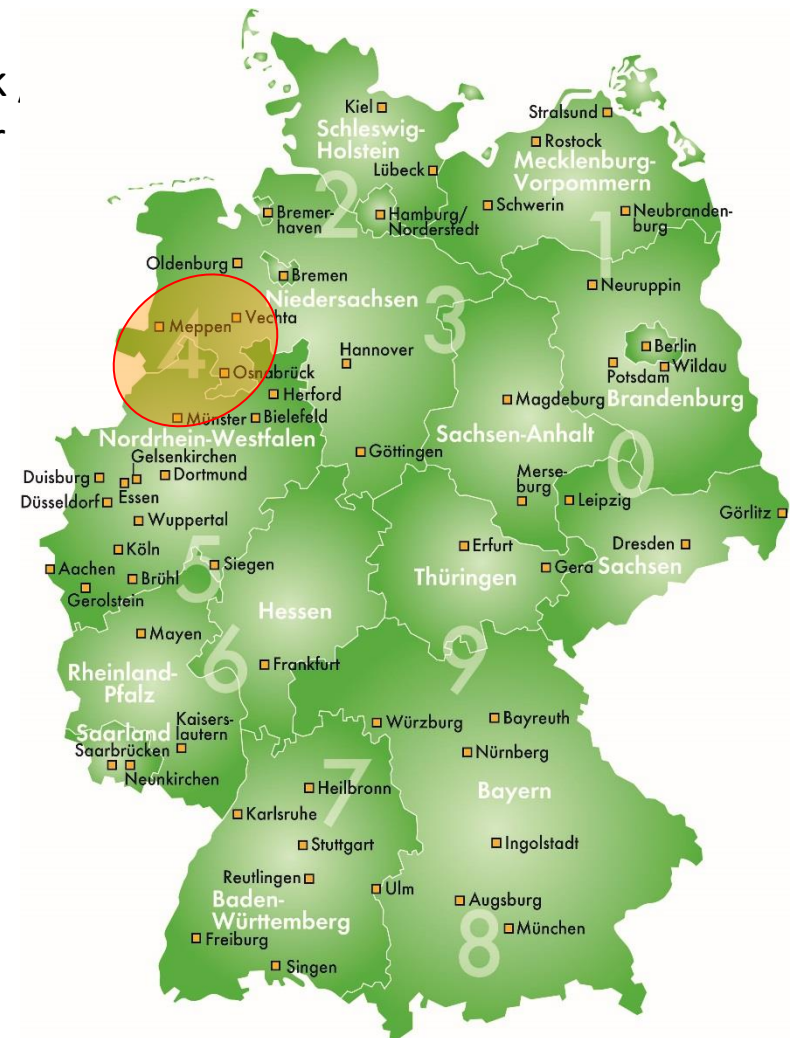 Kiel
Schleswig-
Holstein
Stralsund
Rostock
Mecklenburg-
Vorpommern
Lübeck
2
Bremer-
haven
Hamburg/
Norderstedt
Schwerin
Neubranden-
burg
1
Oldenburg
Bremen
Neuruppin
Niedersachsen
3
Meppen
Vechta
4
Hannover
Berlin
Potsdam
Wildau
Osnabrück
Herford
Magdeburg
Brandenburg
Münster
Bielefeld
Nordrhein-Westfalen
Sachsen-Anhalt
Göttingen
0
Gelsenkirchen
Duisburg
Dortmund
Essen
Düsseldorf
Merse-
burg
Leipzig
Görlitz
Wuppertal
Köln
Erfurt
Dresden
5
Siegen
Aachen
Brühl
Gerolstein
Thüringen
Gera
Sachsen
Hessen
Mayen
6
Frankfurt
9
Rheinland-
Pfalz
Kaisers-
lautern
Würzburg
Bayreuth
Saarland
Saarbrücken
Neunkirchen
Nürnberg
7
Heilbronn
Bayern
Karlsruhe
Stuttgart
Ingolstadt
Reutlingen
Ulm
Baden-
Württemberg
Augsburg
München
8
Freiburg
Singen